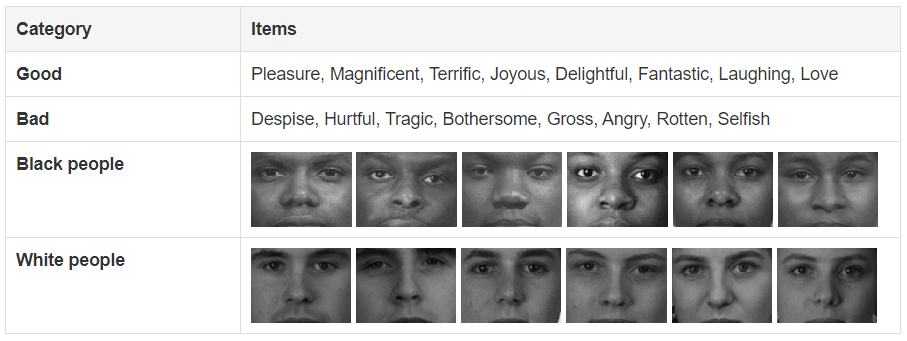 Category Items
Good Pleasure, Magnificent, Terrific, Joyous, Delightful, Fantastic, Laughing, Love
Bad Despise, Hurtful, Tragic, Bothersome, Gross, Angry, Rotten, Selfish
Black people
White people